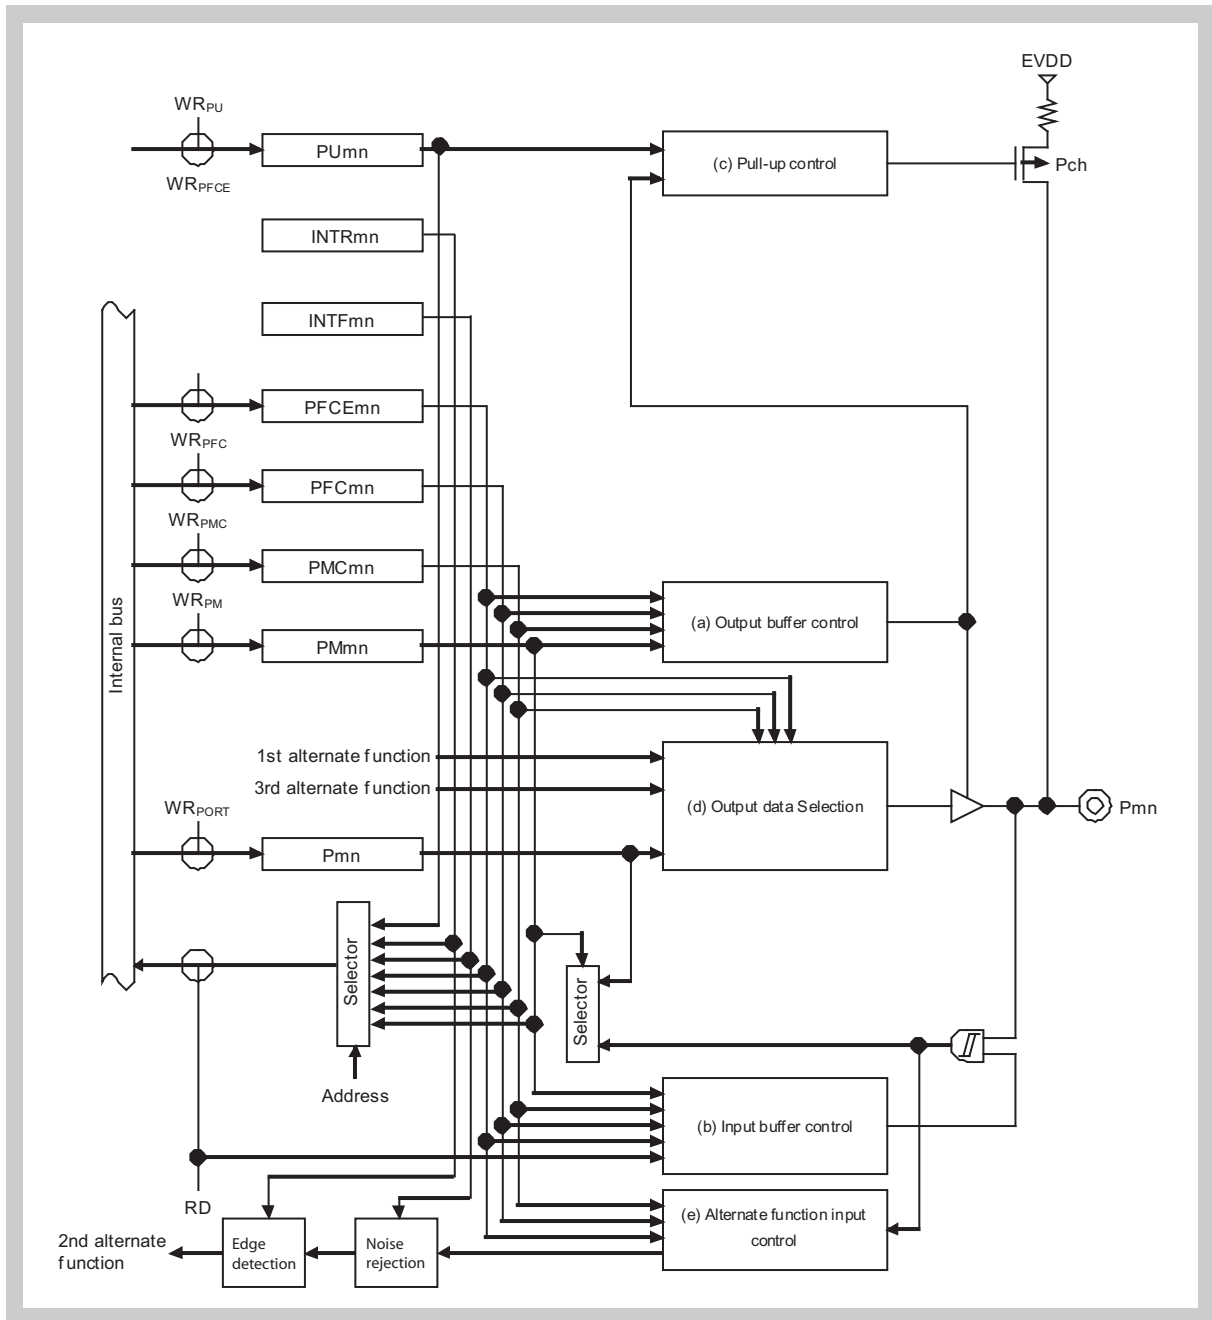 EVDD
WRPU
PUmn
(c) Pull-up control
Pch
WRPFCE
INTRmn
INTFmn
PFCEmn
WRPFC
PFCmn
WRPMC
PMCmn
WRPM
PMmn
(a) Output buffer control
Internal bus
1st alternate function
3rd alternate function
(d) Output data Selection
WRPORT
Pmn
Pmn
Selector
Selector
Address
(b) Input buffer control
RD
(e) Alternate function input
control
2nd alternate
function
Edge
detection
Noise
rejection